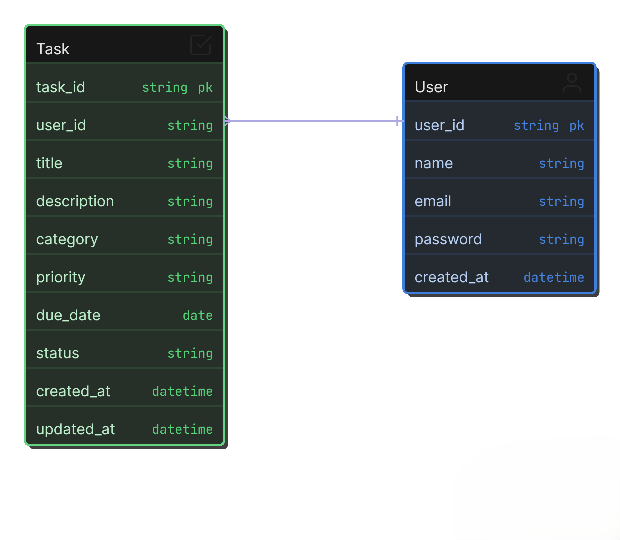 Task
task_id string pk
user_id string
title string
description string
category string
priority string
due_date date
status string
created_at datetime
updated_at datetime
User
user_id string pk
name string
email string
password string
created_at datetime